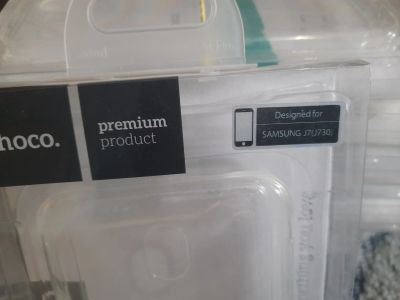 hoco.
premium
product
Designed for
SAMSUNG J7(J730)